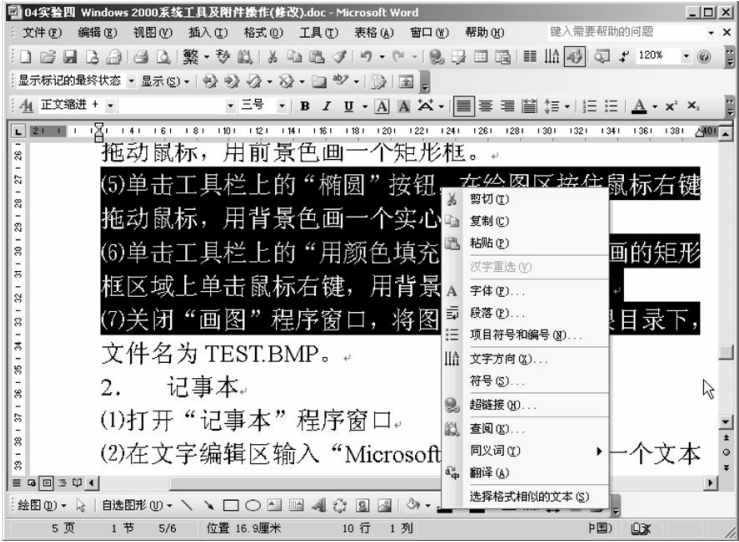 04实验四 Windows 2000系统工具及附件操作(修改).doc - Microsoft Word
文件(F) 编辑(E) 视图(V) 插入(I) 格式(O) 工具(T) 表格(A) 窗口(W) 帮助(H) 键入需要帮助的问题
120%
显示标记的最终状态 显示(S)
正文缩进 + 三号 B I U A A A x² x₂
拖动鼠标，用前景色画一个矩形框。
(5)单击工具栏上的“椭圆”按钮，在绘图区按住鼠标右键
拖动鼠标，用背景色画一个实心
(6)单击工具栏上的“用颜色填充 画的矩形
框区域上单击鼠标右键，用背景
(7)关闭“画图”程序窗口，将图 根目录下，
文件名为 TEST.BMP。
2. 记事本
(1)打开“记事本”程序窗口。
(2)在文字编辑区输入“Microsoft 一个文本
剪切(T)
复制(C)
粘贴(P)
汉字重选(V)
字体(F)...
段落(P)...
项目符号和编号(N)...
文字方向(X)...
符号(S)...
超链接(H)...
查阅(K)...
同义词(Y)
翻译(A)
选择格式相似的文本(S)
绘图(D) 自选图形(U)
5 页 1 节 5/6 位置 16.9厘米 10 行 1 列